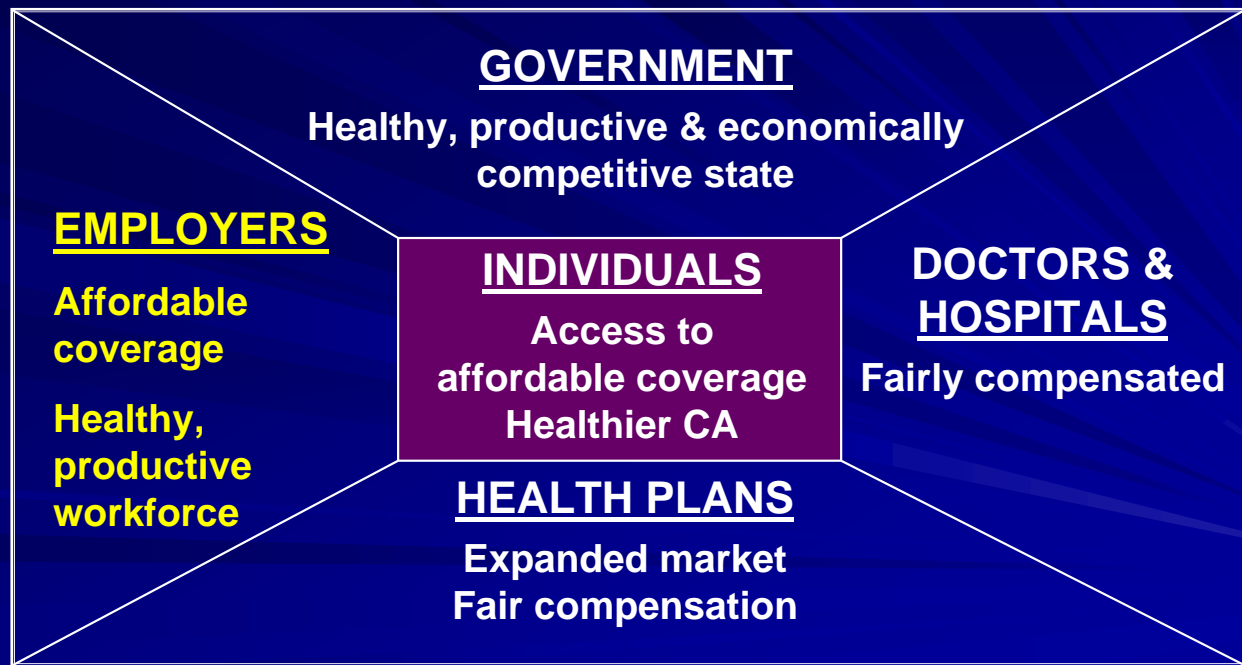 GOVERNMENT
Healthy, productive & economically
competitive state
EMPLOYERS
Affordable
coverage
Healthy,
productive
workforce
INDIVIDUALS
Access to
affordable coverage
Healthier CA
DOCTORS &
HOSPITALS
Fairly compensated
HEALTH PLANS
Expanded market
Fair compensation